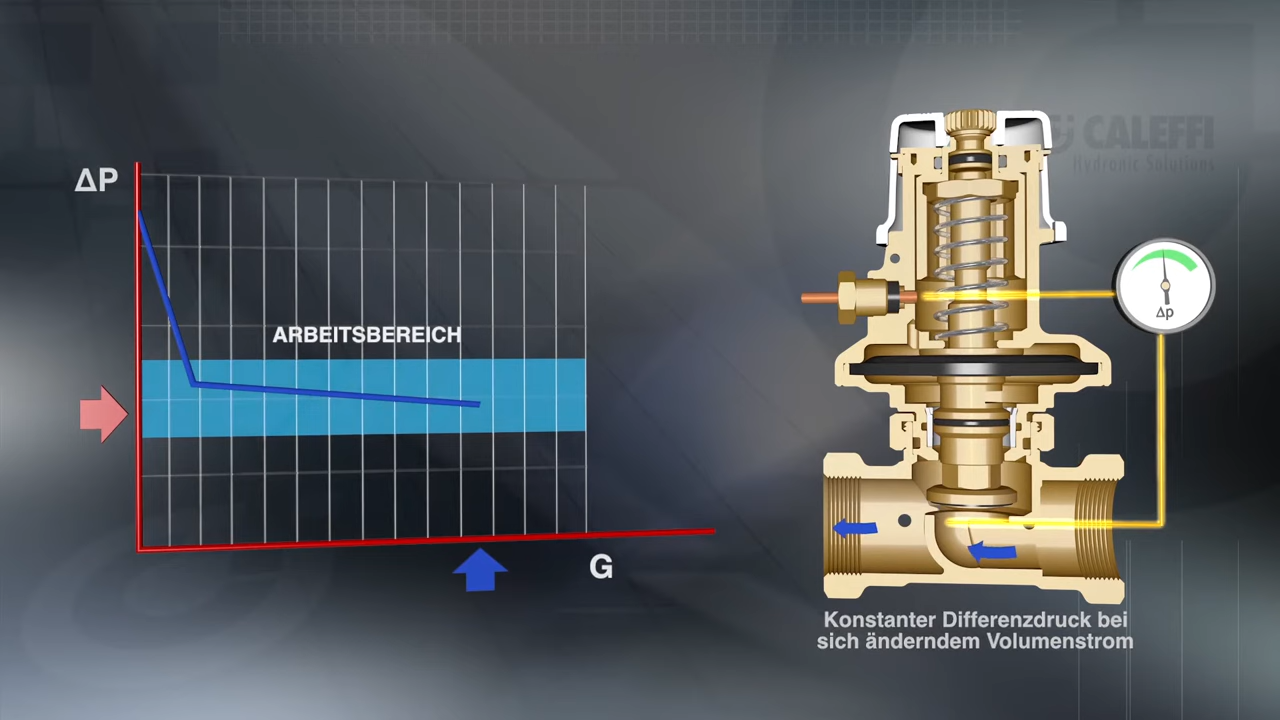 ΔP
ARBEITSBEREICH
G
CALEFFI
Hydronic Solutions
Δp
Konstanter Differenzdruck bei
sich änderndem Volumenstrom